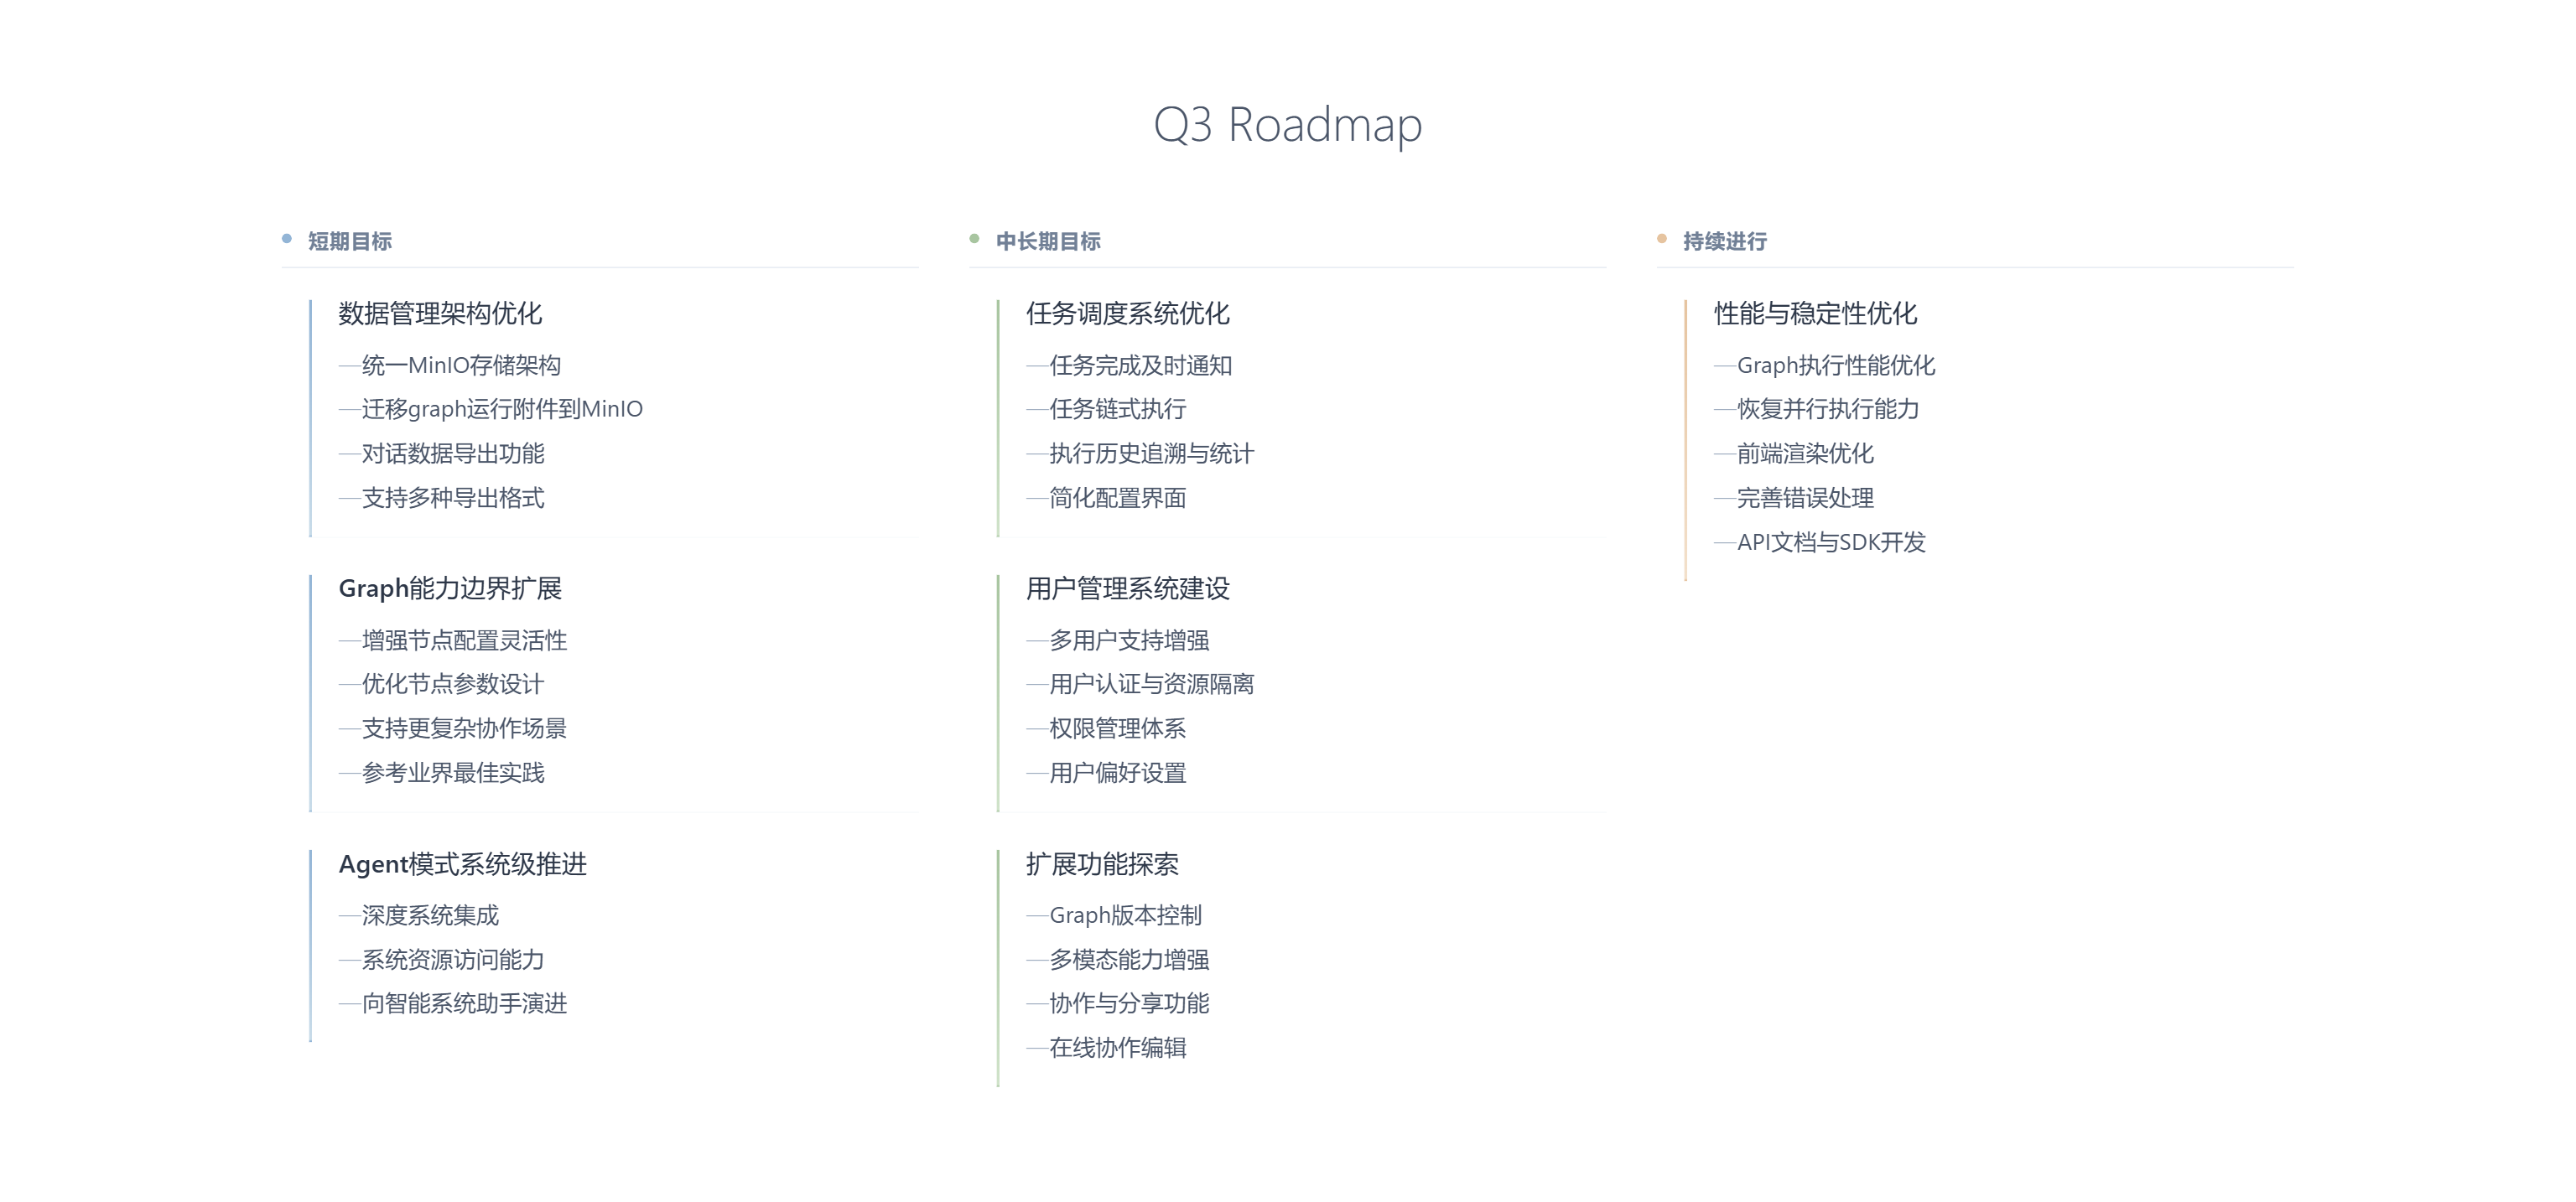 Q3 Roadmap
短期目标
数据管理架构优化
—统一MinIO存储架构
—迁移graph运行附件到MinIO
—对话数据导出功能
—支持多种导出格式
Graph能力边界扩展
—增强节点配置灵活性
—优化节点参数设计
—支持更复杂协作场景
—参考业界最佳实践
Agent模式系统级推进
—深度系统集成
—系统资源访问能力
—向智能系统助手演进
中长期目标
任务调度系统优化
—任务完成及时通知
—任务链式执行
—执行历史追溯与统计
—简化配置界面
用户管理系统建设
—多用户支持增强
—用户认证与资源隔离
—权限管理体系
—用户偏好设置
扩展功能探索
—Graph版本控制
—多模态能力增强
—协作与分享功能
—在线协作编辑
持续进行
性能与稳定性优化
—Graph执行性能优化
—恢复并行执行能力
—前端渲染优化
—完善错误处理
—API文档与SDK开发